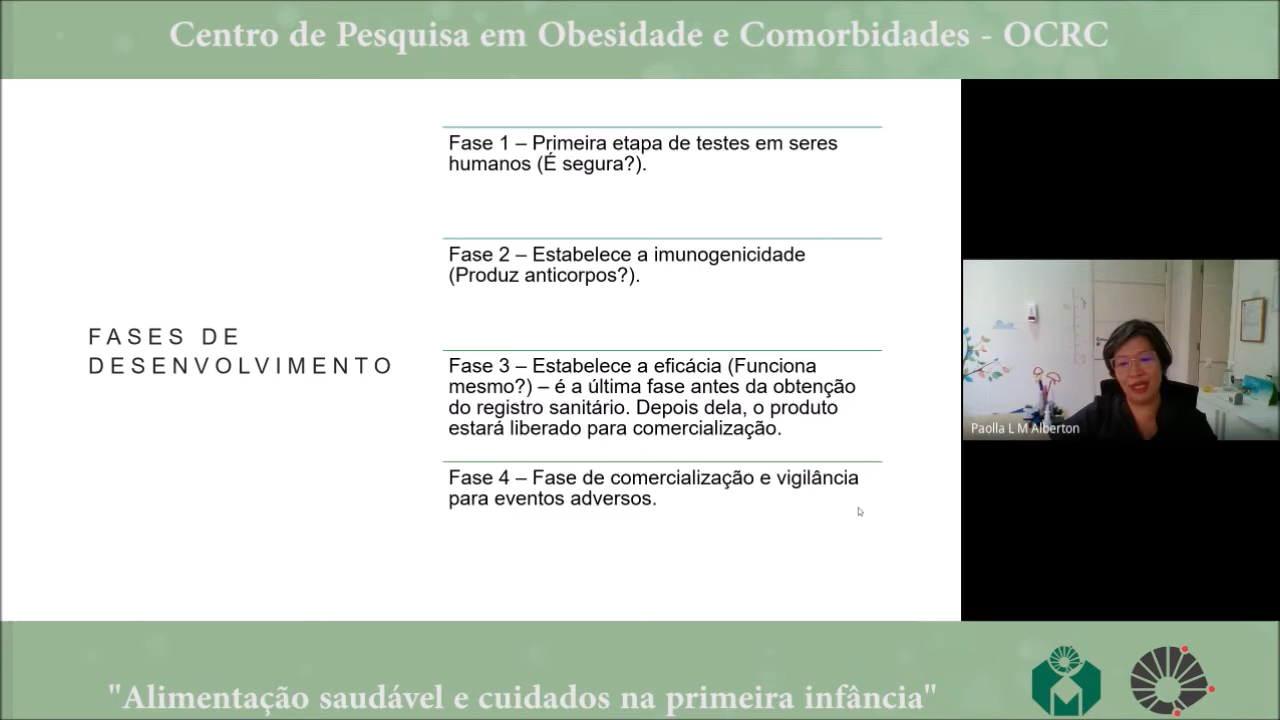 Centro de Pesquisa em Obesidade e Comorbidades - OCRC
FASES DE
DESENVOLVIMENTO
Fase 1 – Primeira etapa de testes em seres
humanos (É segura?).
Fase 2 – Estabelece a imunogenicidade
(Produz anticorpos?).
Fase 3 – Estabelece a eficácia (Funciona
mesmo?) – é a última fase antes da obtenção
do registro sanitário. Depois dela, o produto
estará liberado para comercialização.
Fase 4 – Fase de comercialização e vigilância
para eventos adversos.
Paolla L M Alberton
"Alimentação saudável e cuidados na primeira infância"